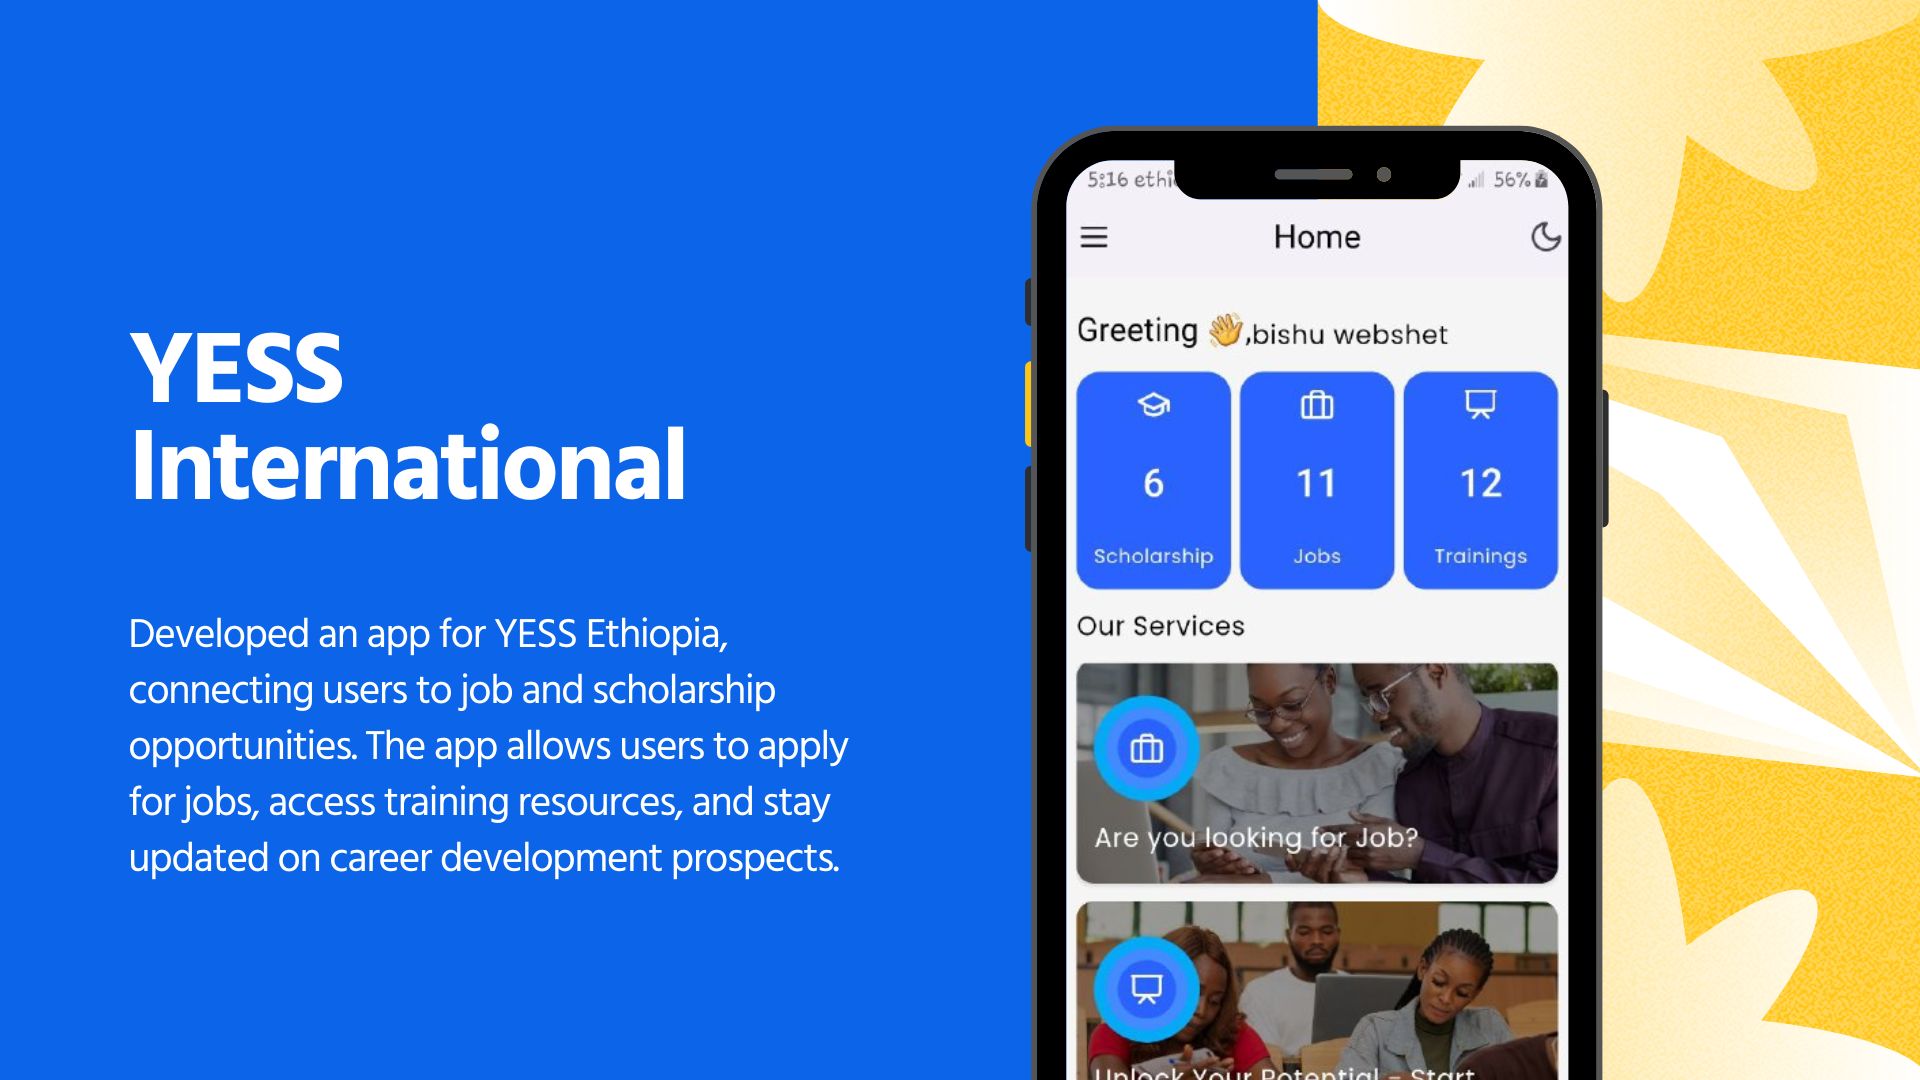 YESS
International
Developed an app for YESS Ethiopia,
connecting users to job and scholarship
opportunities. The app allows users to apply
for jobs, access training resources, and stay
updated on career development prospects.
5:16 ethi
56%
Home
Greeting 👋,bishu webshet
6
11
12
Scholarship
Jobs
Trainings
Our Services
Are you looking for Job?
Unlock Your Potential - Start